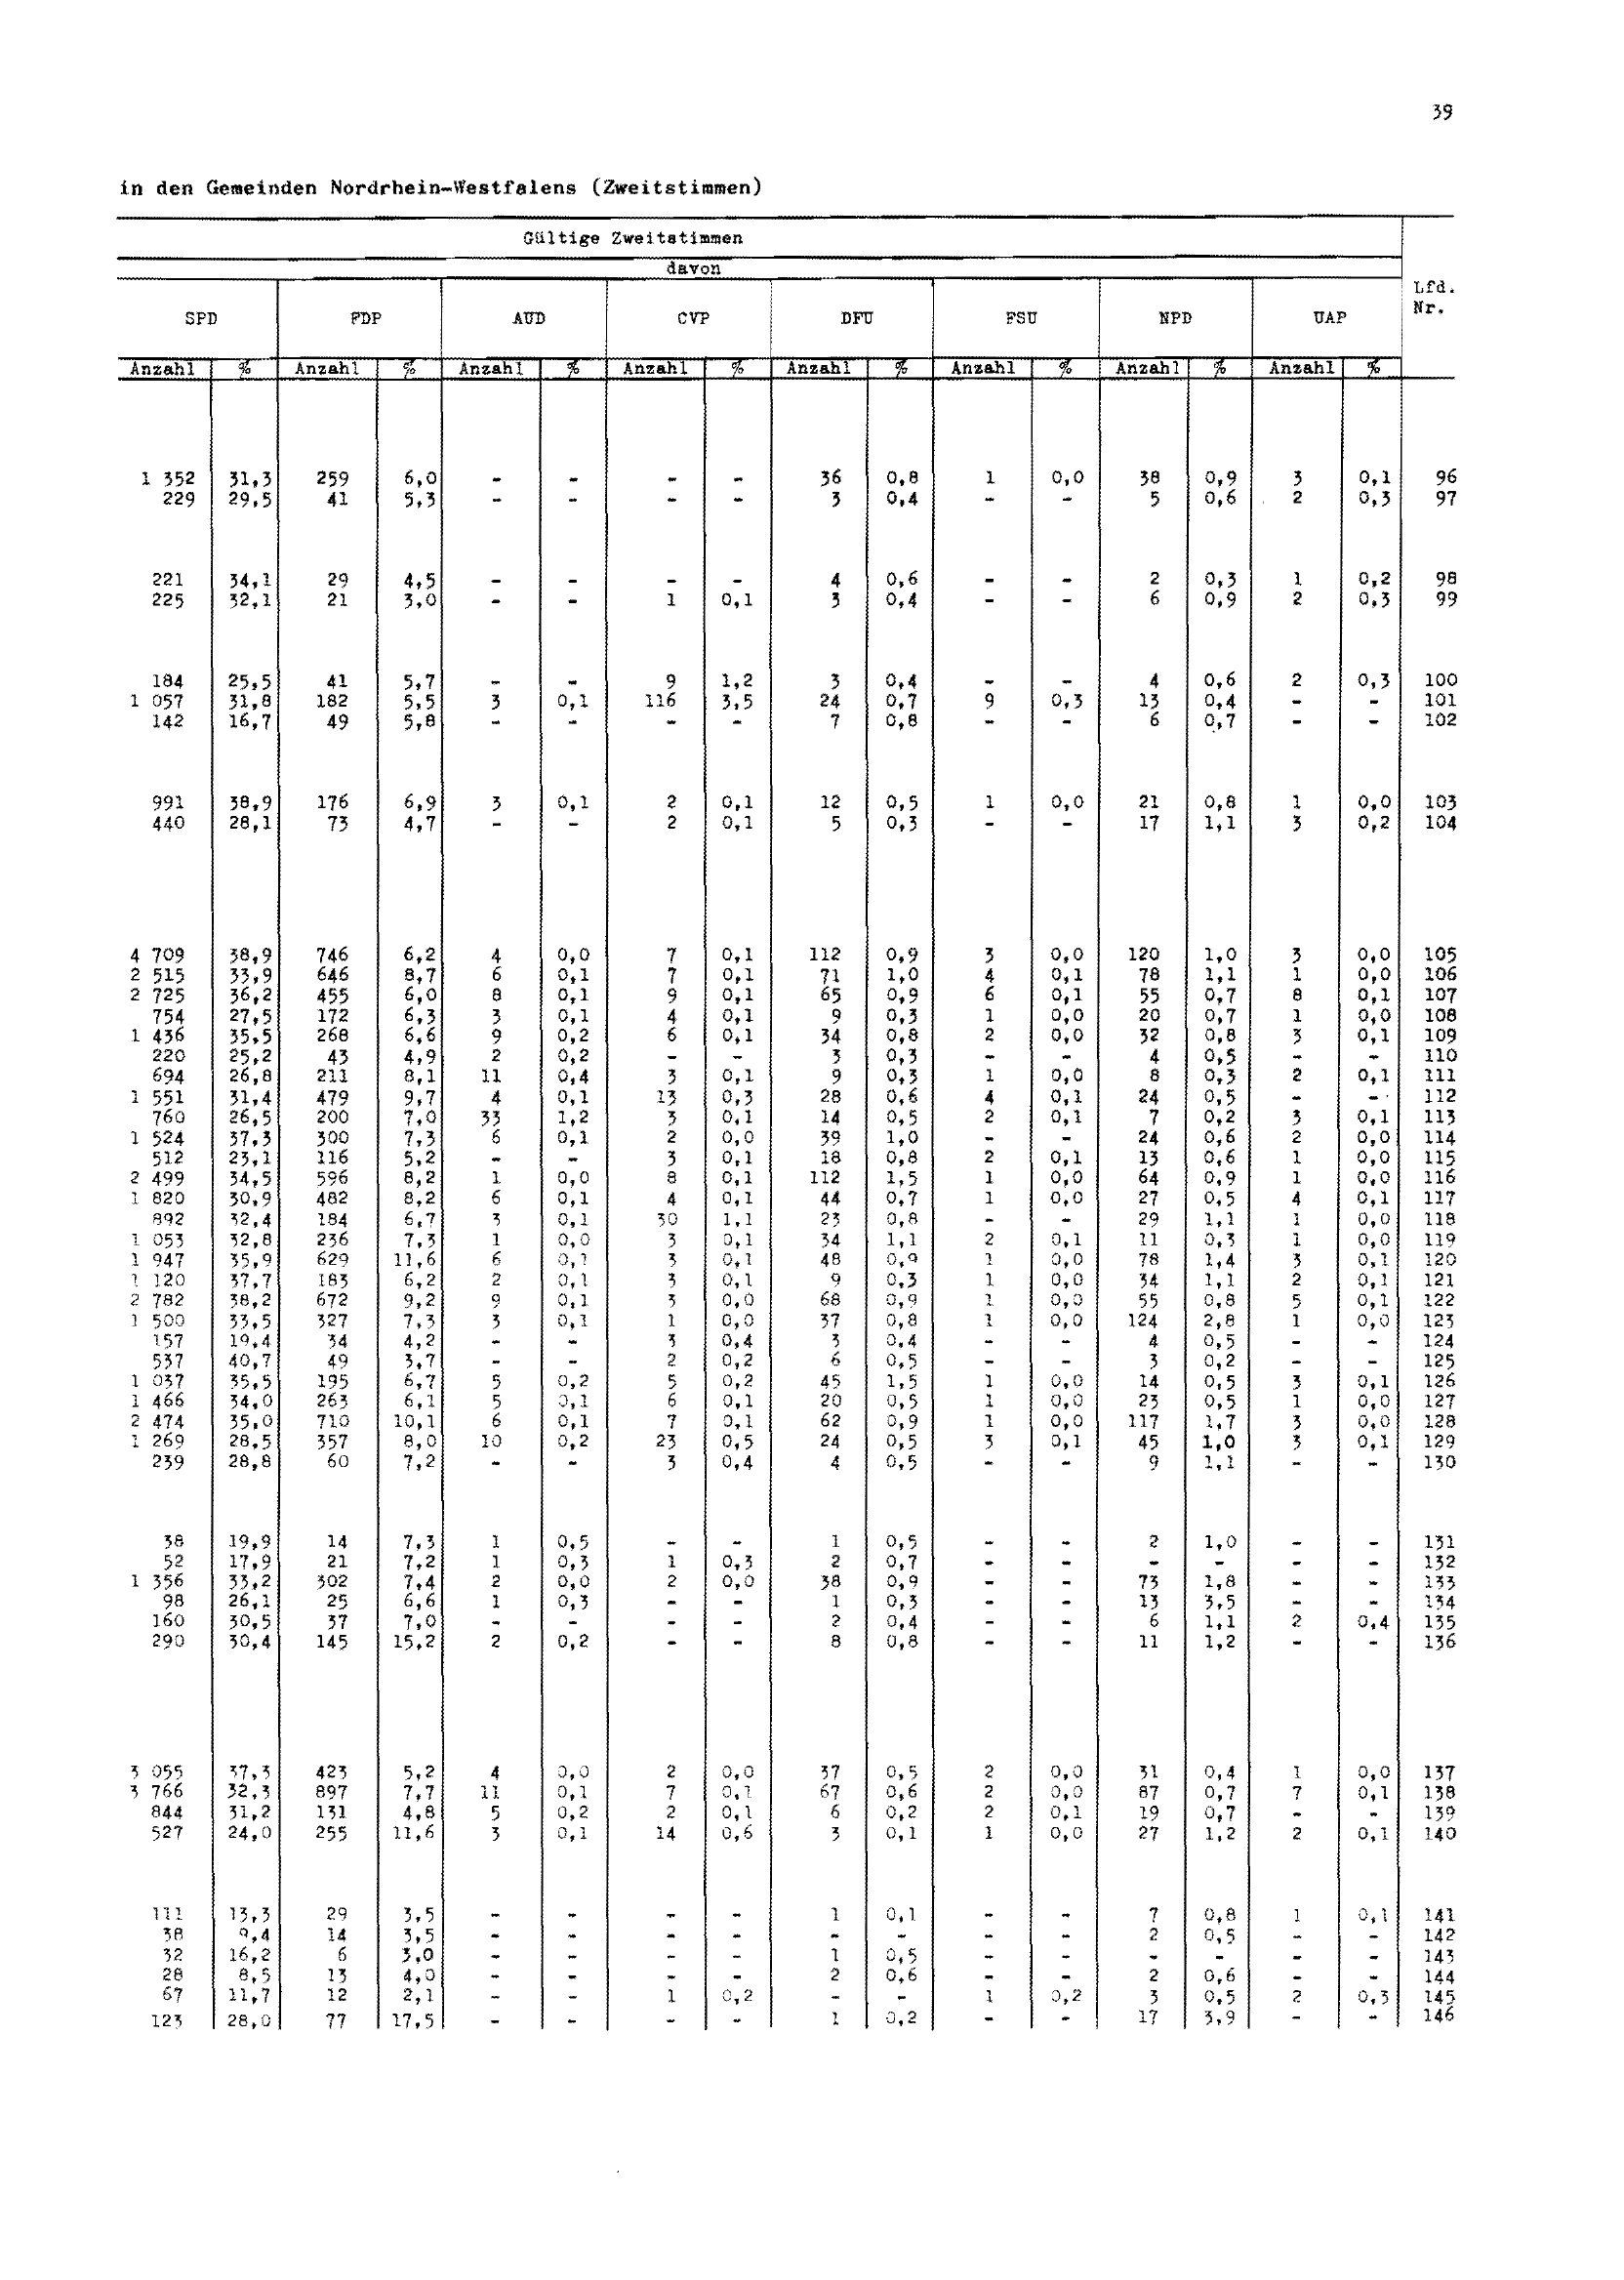 39
in den Gemeinden Nordrhein-Westfalens (Zweitstimmen)
Gültige Zweitstimmen
davon
Lfd. Nr.
SPD FDP AUD CVP DFU FSU NPD UAP
Anzahl % Anzahl % Anzahl % Anzahl % Anzahl % Anzahl % Anzahl % Anzahl %
1 352 31,3 259 6,0 - - - - 36 0,8 1 0,0 38 0,9 3 0,1 96
229 29,5 41 5,3 - - - - 3 0,4 - - 5 0,6 2 0,3 97
221 34,1 29 4,5 - - - - 4 0,6 - - 2 0,3 1 0,2 98
225 32,1 21 3,0 - - 1 0,1 3 0,4 - - 6 0,9 2 0,3 99
184 25,5 41 5,7 - - 9 1,2 3 0,4 - - 4 0,6 2 0,3 100
1 057 31,8 182 5,5 3 0,1 116 3,5 24 0,7 9 0,3 13 0,4 - - 101
142 16,7 49 5,8 - - - - 7 0,8 - - 6 0,7 - - 102
991 38,9 176 6,9 3 0,1 2 0,1 12 0,5 1 0,0 21 0,8 1 0,0 103
440 28,1 73 4,7 - - 2 0,1 5 0,3 - - 17 1,1 3 0,2 104
4 709 38,9 746 6,2 4 0,0 7 0,1 112 0,9 3 0,0 120 1,0 3 0,0 105
2 515 33,9 646 8,7 6 0,1 7 0,1 71 1,0 4 0,1 78 1,1 1 0,0 106
2 725 36,2 455 6,0 8 0,1 9 0,1 65 0,9 6 0,1 55 0,7 8 0,1 107
754 27,5 172 6,3 3 0,1 4 0,1 9 0,3 1 0,0 20 0,7 1 0,0 108
1 436 35,5 268 6,6 9 0,2 6 0,1 34 0,8 2 0,0 32 0,8 3 0,1 109
220 25,2 43 4,9 2 0,2 - - 3 0,3 - - 4 0,5 - - 110
694 26,8 211 8,1 11 0,4 3 0,1 9 0,3 1 0,0 8 0,3 2 0,1 111
1 551 31,4 479 9,7 4 0,1 13 0,3 28 0,6 4 0,1 24 0,5 - - 112
760 26,5 200 7,0 33 1,2 3 0,1 14 0,5 2 0,1 7 0,2 3 0,1 113
1 524 37,3 300 7,3 6 0,1 2 0,0 39 1,0 - - 24 0,6 2 0,0 114
512 23,1 116 5,2 - - 3 0,1 18 0,8 2 0,1 13 0,6 1 0,0 115
2 499 34,5 596 8,2 1 0,0 8 0,1 112 1,5 1 0,0 64 0,9 1 0,0 116
1 820 30,9 482 8,2 6 0,1 4 0,1 44 0,7 1 0,0 27 0,5 4 0,1 117
892 32,4 184 6,7 3 0,1 30 1,1 23 0,8 - - 29 1,1 1 0,0 118
1 053 32,8 236 7,3 1 0,0 3 0,1 34 1,1 2 0,1 11 0,3 1 0,0 119
1 947 35,9 629 11,6 6 0,1 3 0,1 48 0,9 1 0,0 78 1,4 3 0,1 120
1 120 37,7 183 6,2 2 0,1 3 0,1 9 0,3 1 0,0 34 1,1 2 0,1 121
2 782 38,2 672 9,2 9 0,1 3 0,0 68 0,9 1 0,0 55 0,8 5 0,1 122
1 500 33,5 327 7,3 3 0,1 1 0,0 37 0,8 1 0,0 124 2,8 1 0,0 123
157 19,4 34 4,2 - - 3 0,4 3 0,4 - - 4 0,5 - - 124
537 40,7 49 3,7 - - 2 0,2 6 0,5 - - 3 0,2 - - 125
1 037 35,5 195 6,7 5 0,2 5 0,2 45 1,5 1 0,0 14 0,5 3 0,1 126
1 466 34,0 263 6,1 5 0,1 6 0,1 20 0,5 1 0,0 23 0,5 1 0,0 127
2 474 35,0 710 10,1 6 0,1 7 0,1 62 0,9 1 0,0 117 1,7 3 0,0 128
1 269 28,5 357 8,0 10 0,2 23 0,5 24 0,5 3 0,1 45 1,0 3 0,1 129
239 28,8 60 7,2 - - 3 0,4 4 0,5 - - 9 1,1 - - 130
38 19,9 14 7,3 1 0,5 - - 1 0,5 - - 2 1,0 - - 131
52 17,9 21 7,2 1 0,3 1 0,3 2 0,7 - - - - - - 132
1 356 33,2 302 7,4 2 0,0 2 0,0 38 0,9 - - 73 1,8 - - 133
98 26,1 25 6,6 1 0,3 - - 1 0,3 - - 13 3,5 - - 134
160 30,5 37 7,0 - - - - 2 0,4 - - 6 1,1 2 0,4 135
290 30,4 145 15,2 2 0,2 - - 8 0,8 - - 11 1,2 - - 136
3 055 37,3 423 5,2 4 0,0 2 0,0 37 0,5 2 0,0 31 0,4 1 0,0 137
3 766 32,3 897 7,7 11 0,1 7 0,1 67 0,6 2 0,0 87 0,7 7 0,1 138
844 31,2 131 4,8 5 0,2 2 0,1 6 0,2 2 0,1 19 0,7 - - 139
527 24,0 255 11,6 3 0,1 14 0,6 3 0,1 1 0,0 27 1,2 2 0,1 140
111 13,3 29 3,5 - - - - 1 0,1 - - 7 0,8 1 0,1 141
38 9,4 14 3,5 - - - - - - - - 2 0,5 - - 142
32 16,2 6 3,0 - - - - 1 0,5 - - - - - - 143
28 8,5 13 4,0 - - - - 2 0,6 - - 2 0,6 - - 144
67 11,7 12 2,1 - - 1 0,2 - - 1 0,2 3 0,5 2 0,3 145
123 28,0 77 17,5 - - - - 1 0,2 - - 17 3,9 - - 146